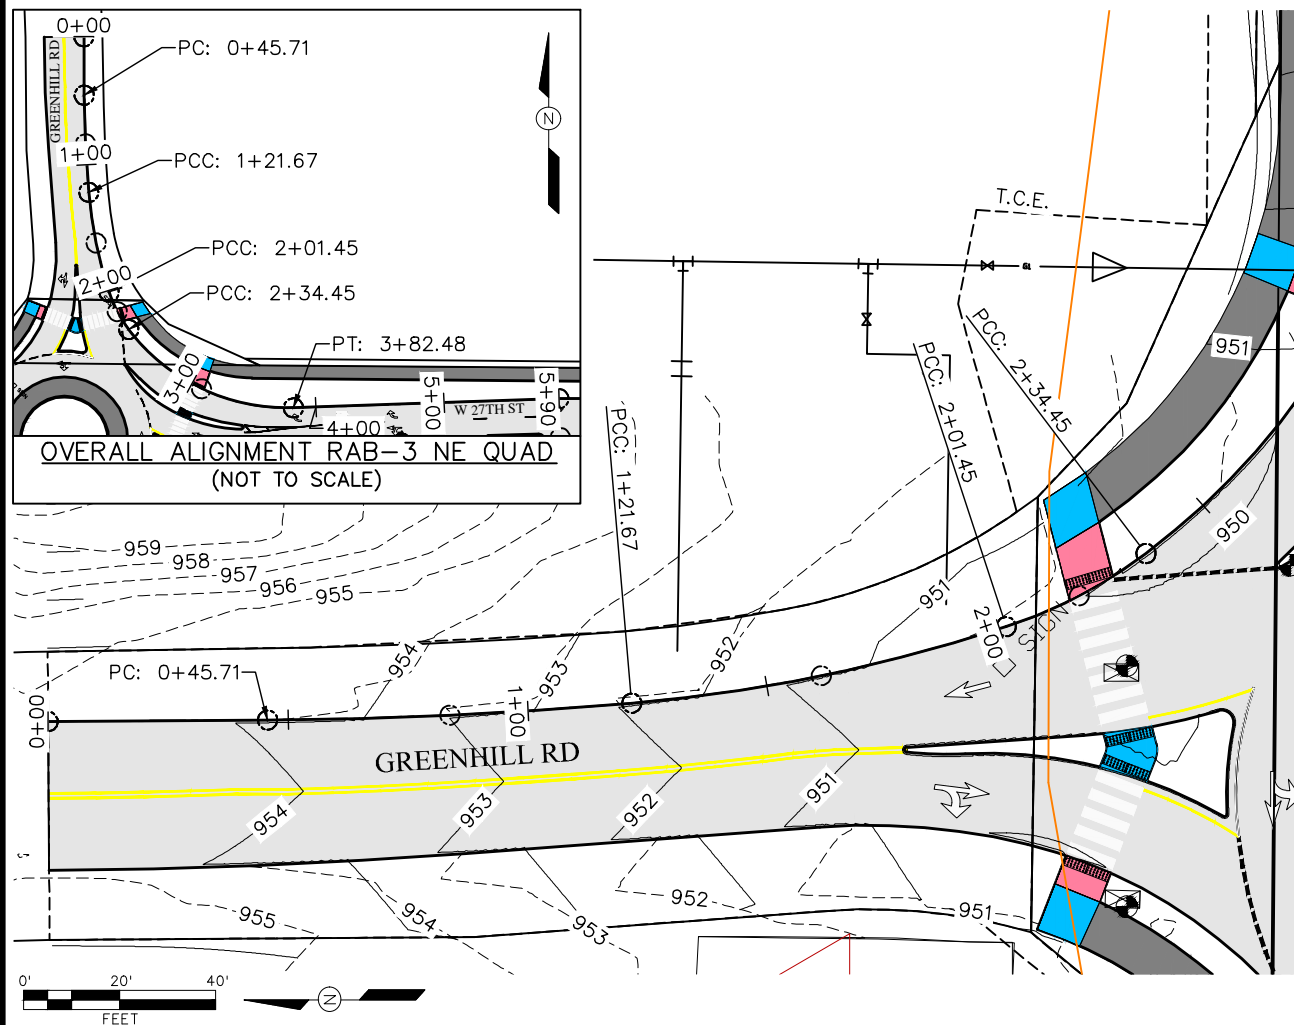 0+00
PC: 0+45.71
GREENHILL RD
1+00
PCC: 1+21.67
N
PCC: 2+01.45
2+00
PCC: 2+34.45
PT: 3+82.48
3+00
5+00
5+90
W 27TH ST
4+00
OVERALL ALIGNMENT RAB-3 NE QUAD
(NOT TO SCALE)
T.C.E.
PCC: 2+34.45
951
PCC: 2+01.45
PCC: 1+21.67
950
959
958
957
956
955
951
SIGN
2+00
954
953
952
PC: 0+45.71
0+00
1+00
GREENHILL RD
954
953
952
951
955
954
953
952
951
0' 20' 40'
FEET
N